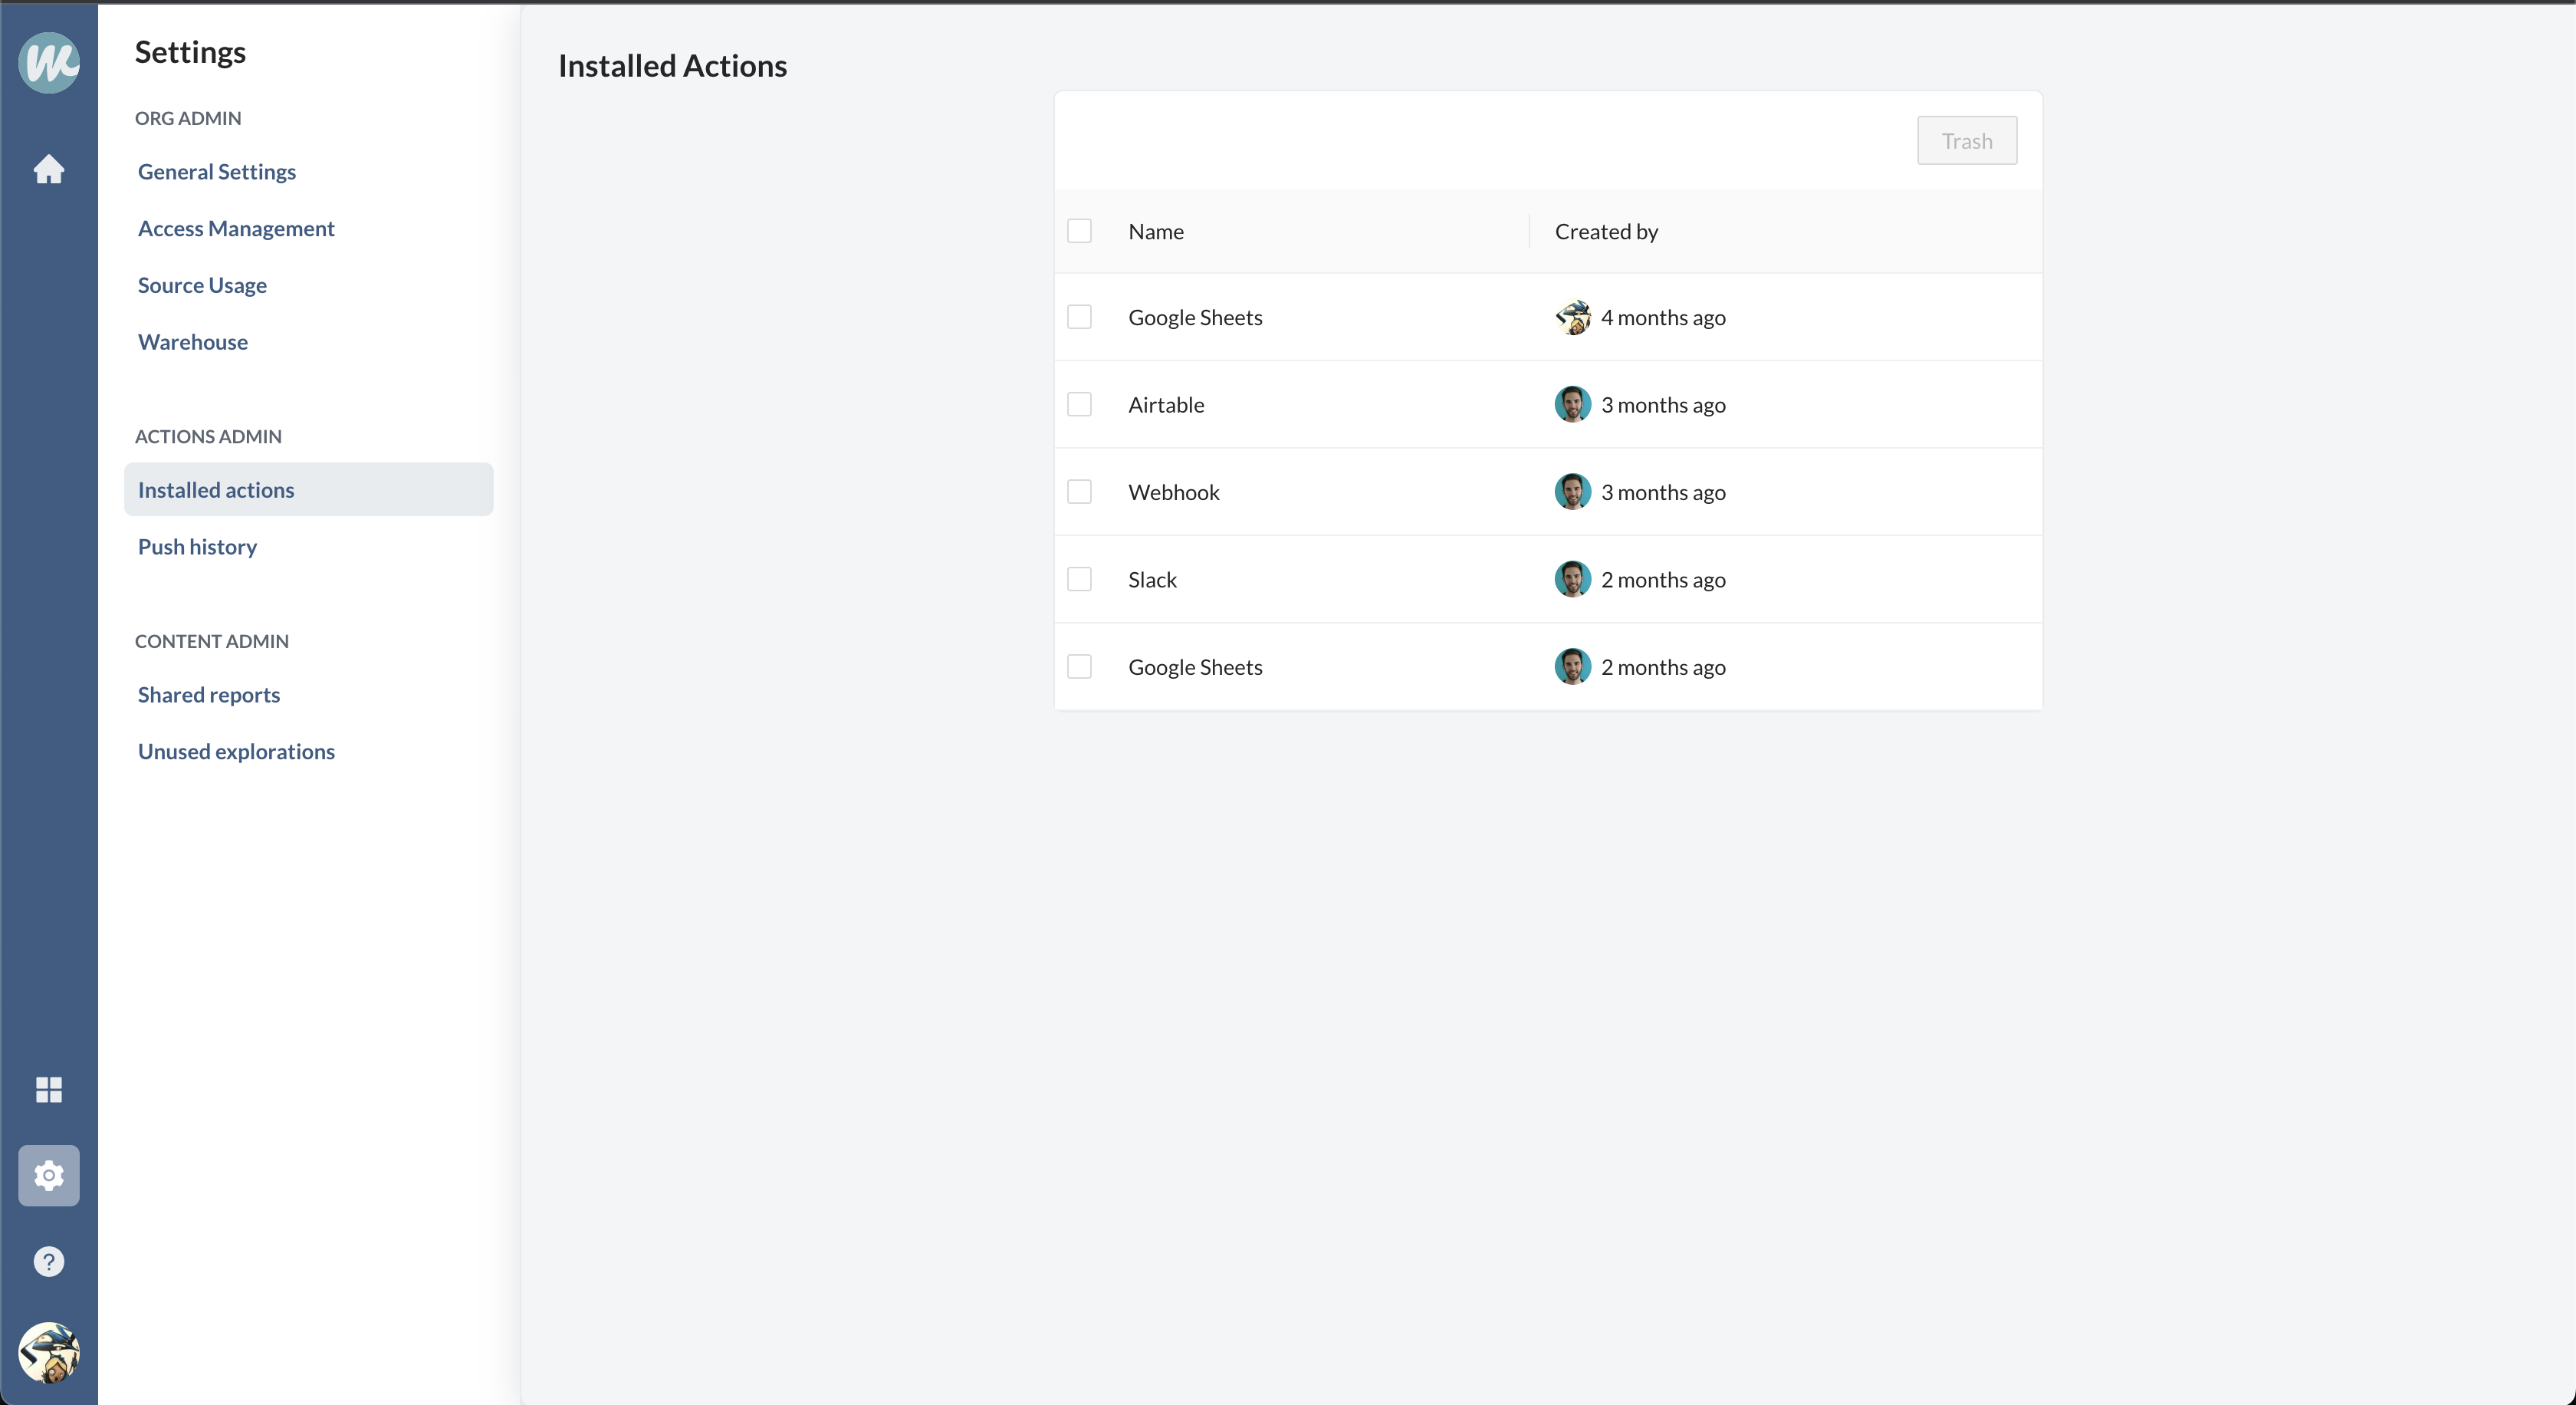 Settings
ORG ADMIN
General Settings
Access Management
Source Usage
Warehouse
ACTIONS ADMIN
Installed actions
Push history
CONTENT ADMIN
Shared reports
Unused explorations
?
Installed Actions
Trash
Name Created by
Google Sheets 4 months ago
Airtable 3 months ago
Webhook 3 months ago
Slack 2 months ago
Google Sheets 2 months ago